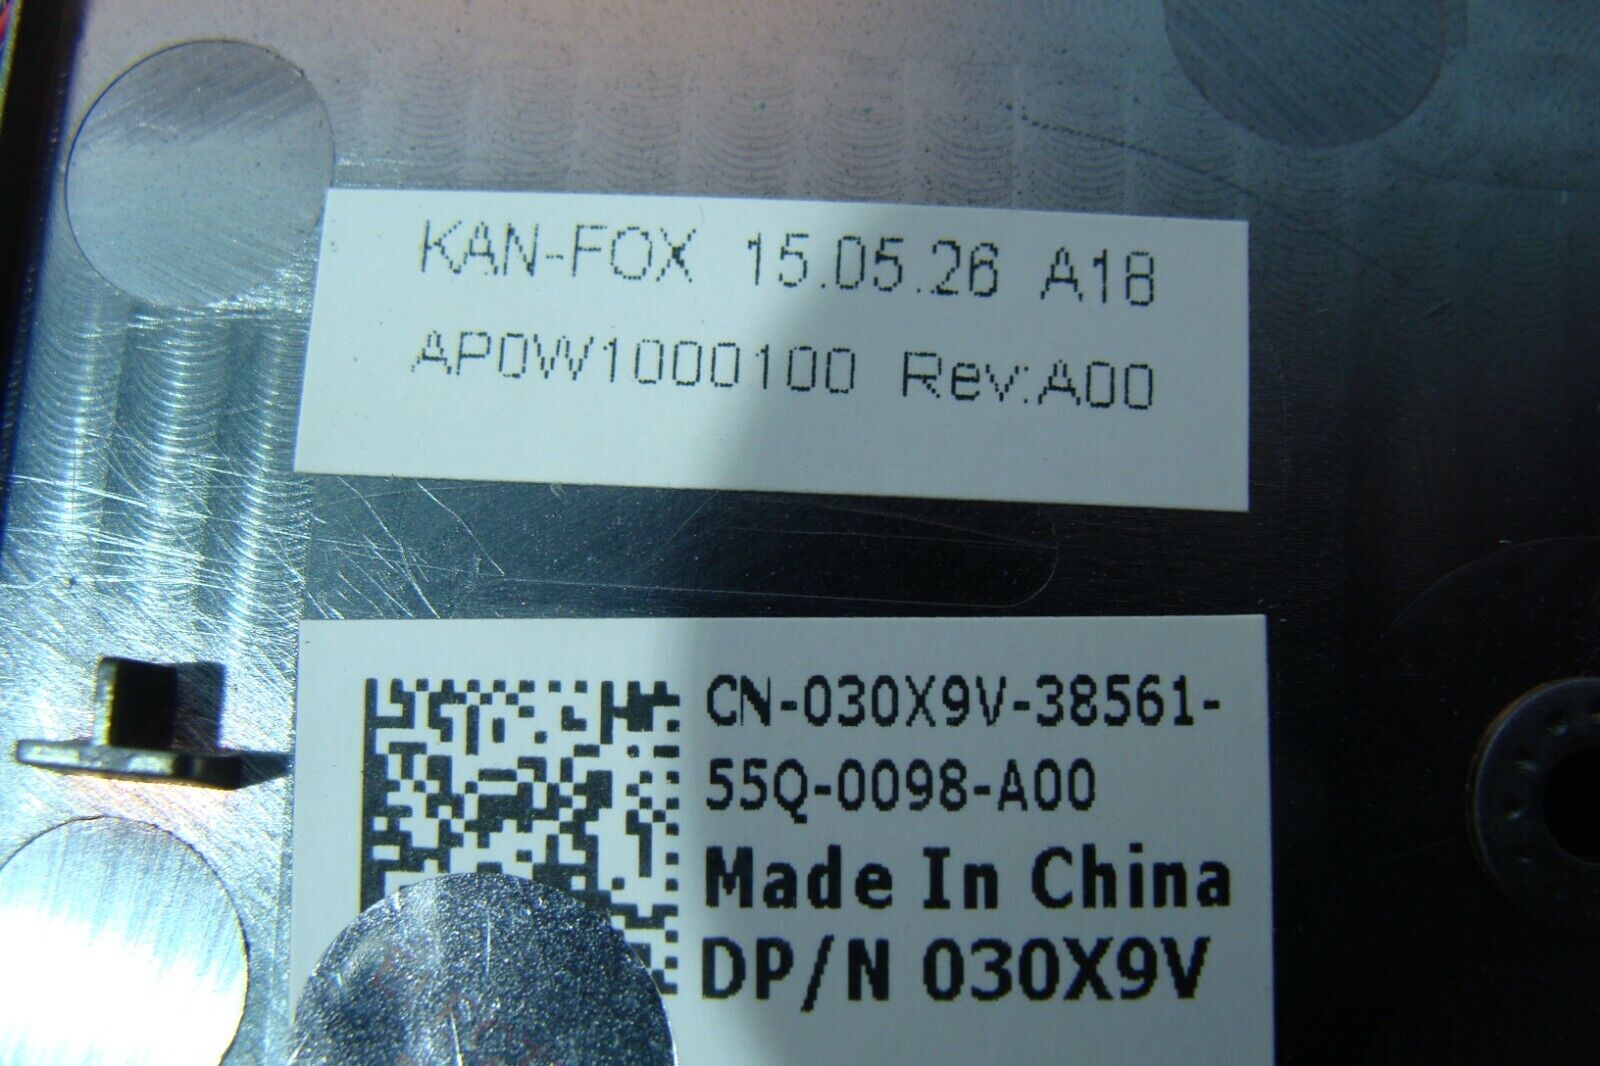 KAN-FOX 15.05.26 A18
AP0W1000100 Rev:A00
CN-030X9V-38561-
55Q-0098-A00
Made In China
DP/N 030X9V